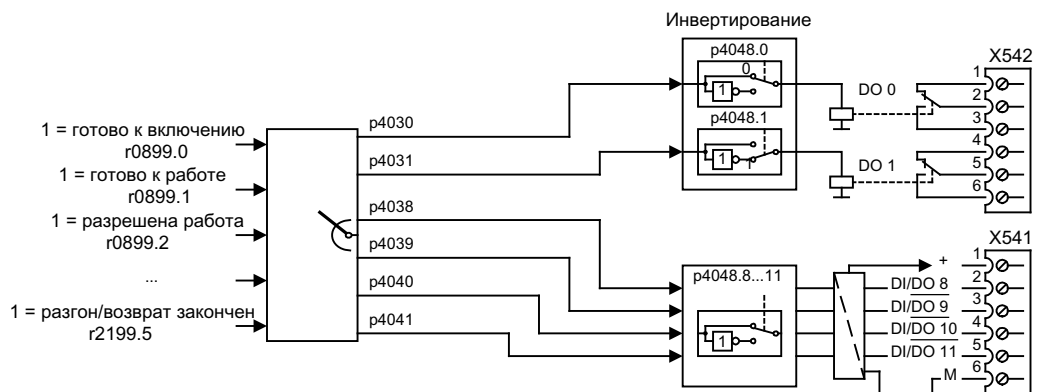 Инвертирование
p4048.0
0
1
X542
1
DO 0
2
3
p4030
1 = готово к включению
r0899.0
p4048.1
1
1
p4031
DO 1
4
5
6
1 = готово к работе
r0899.1
p4038
1 = разрешена работа
r0899.2
p4039
X541
+
1
...
p4040
p4048.8...11
DI/DO 8
2
DI/DO 9
3
1 = разгон/возврат закончен
r2199.5
p4041
1
DI/DO 10
4
DI/DO 11
5
M
6